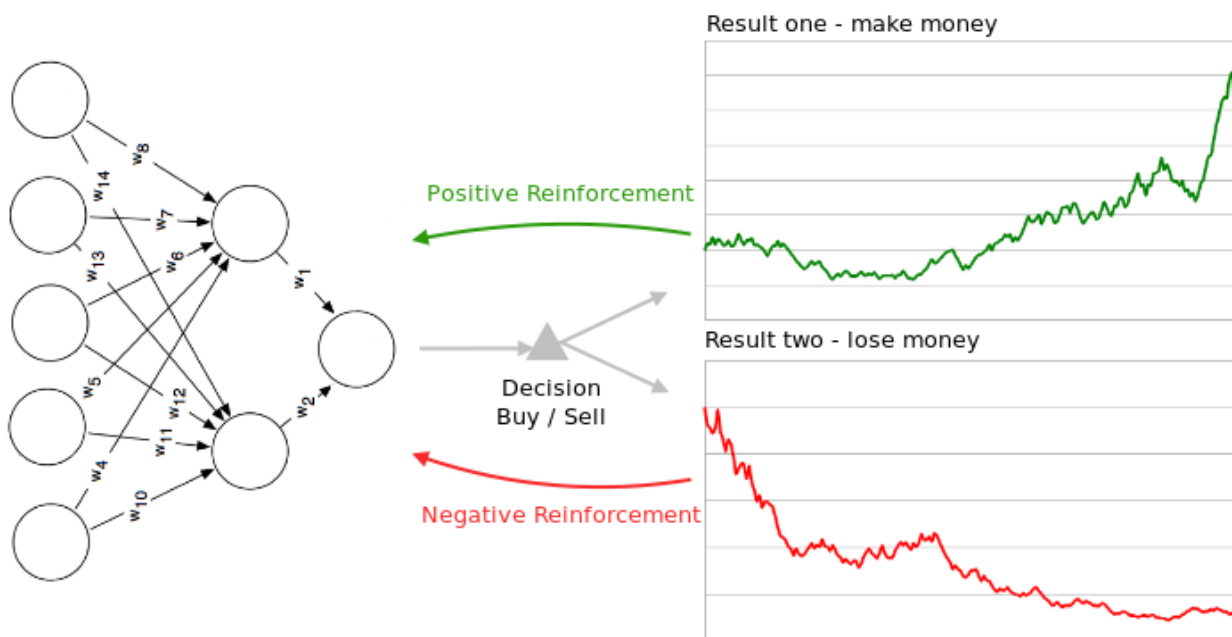 Result one - make money
w8
w14
w7
Positive Reinforcement
w13
w6
w1
Result two - lose money
w5
w12
Decision
Buy / Sell
w2
w11
w4
w10
Negative Reinforcement